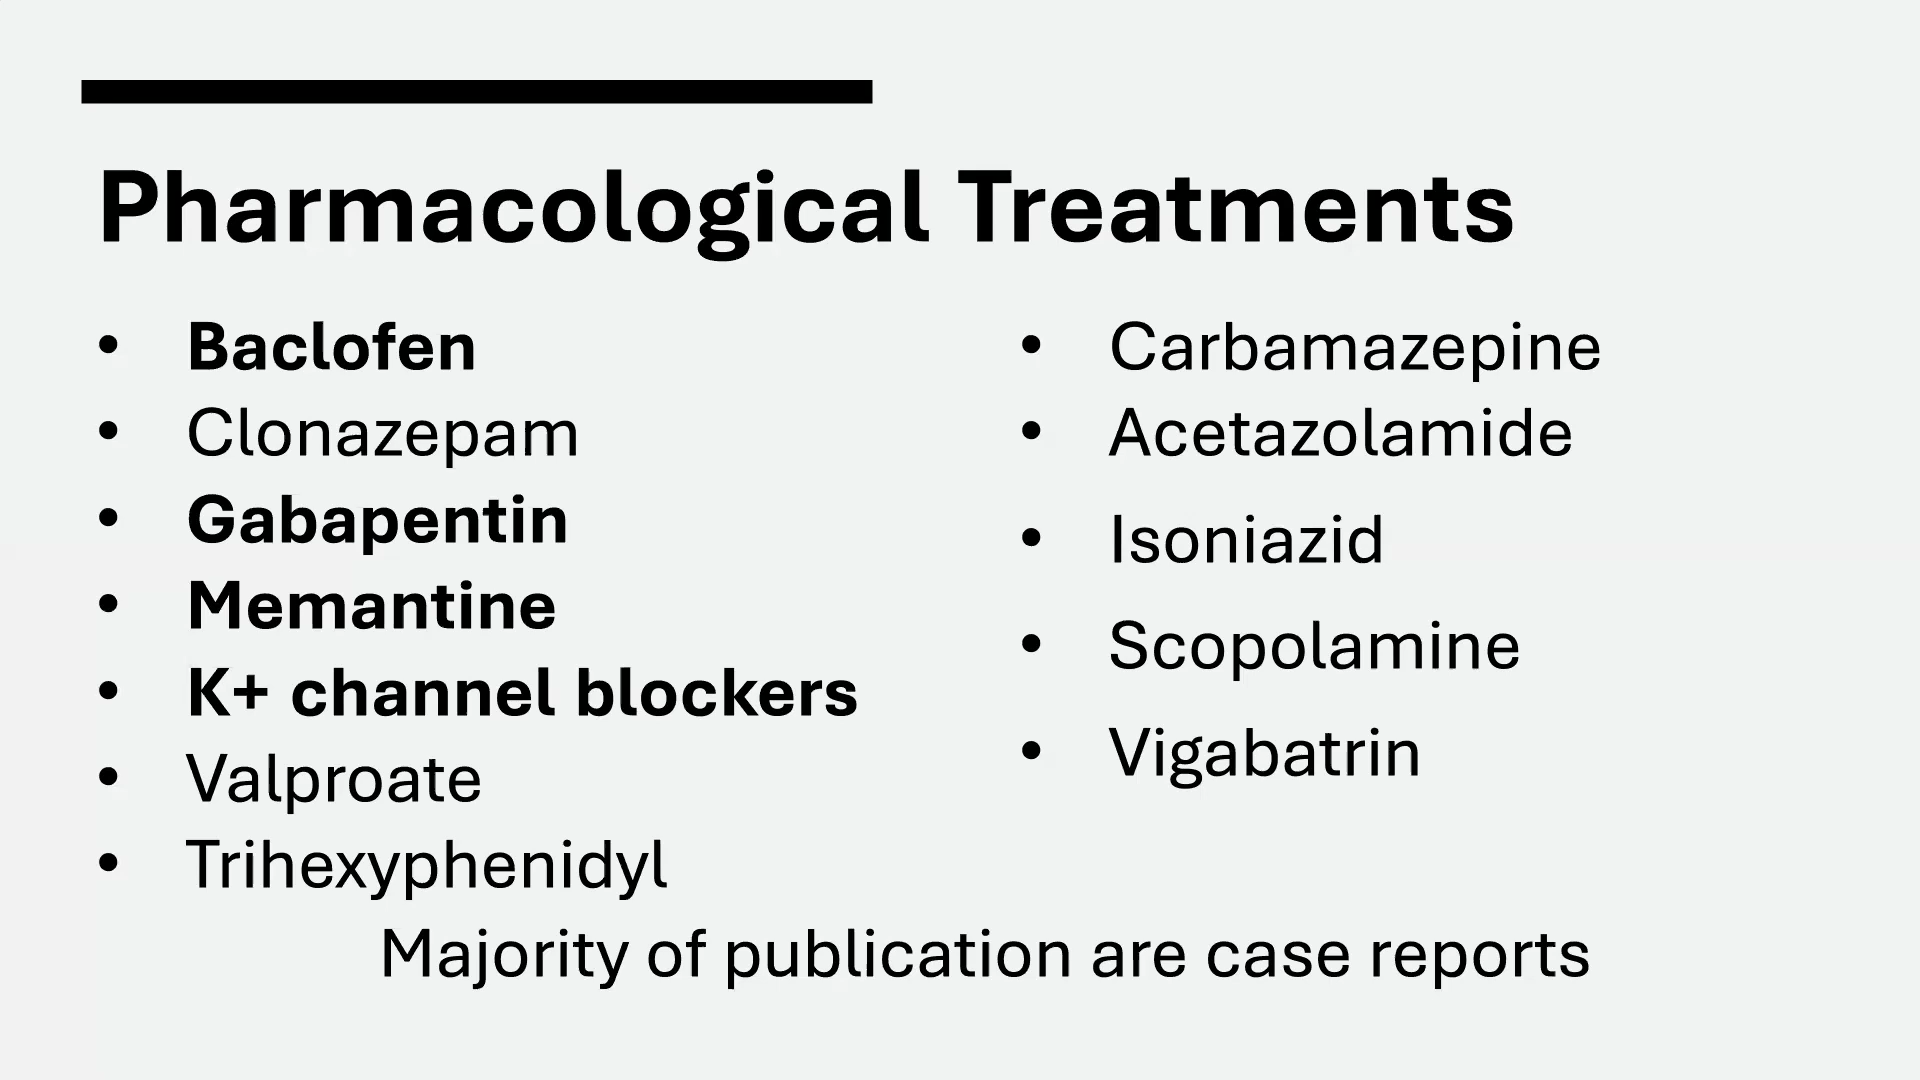 Pharmacological Treatments
• Baclofen
• Clonazepam
• Gabapentin
• Memantine
• K+ channel blockers
• Valproate
• Trihexyphenidyl
• Carbamazepine
• Acetazolamide
• Isoniazid
• Scopolamine
• Vigabatrin
Majority of publication are case reports